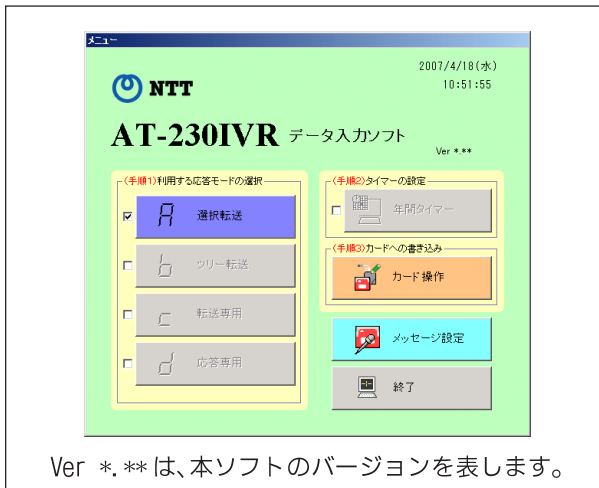 メニュー
2007/4/18(水)
10:51:55
NTT
AT-230IVR データ入力ソフト
Ver *.**
(手順1)利用する応答モードの選択
A 選択転送
b ツリー転送
c 転送専用
d 応答専用
(手順2)タイマーの設定
年間タイマー
(手順3)カードへの書き込み
カード操作
メッセージ設定
終了
Ver *.** は、本ソフトのバージョンを表します。